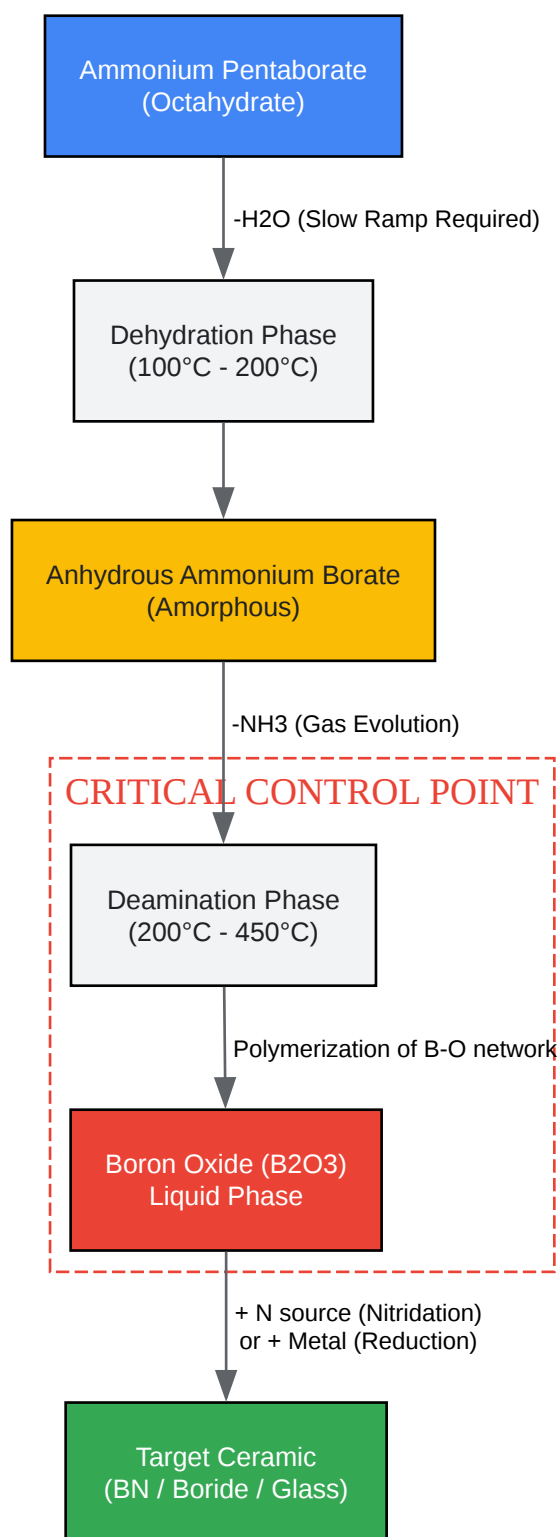 Ammonium Pentaborate
(Octahydrate)
-H2O (Slow Ramp Required)
Dehydration Phase
(100°C - 200°C)
Anhydrous Ammonium Borate
(Amorphous)
-NH3 (Gas Evolution)
CRITICAL CONTROL POINT
Deamination Phase
(200°C - 450°C)
Polymerization of B-O network
Boron Oxide (B2O3)
Liquid Phase
+ N source (Nitridation)
or + Metal (Reduction)
Target Ceramic
(BN / Boride / Glass)